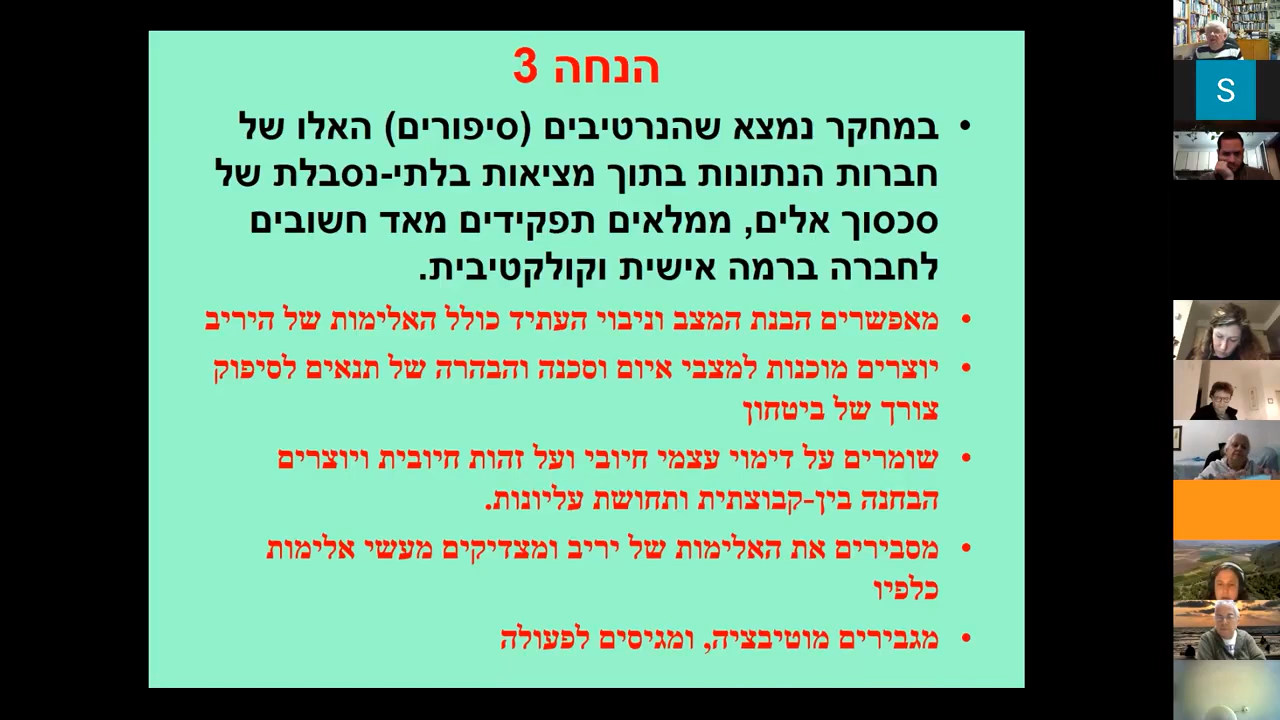 הנחה 3
• במחקר נמצא שהנרטיבים (סיפורים) האלו של
חברות הנתונות בתוך מציאות בלתי-נסבלת של
סכסוך אלים, ממלאים תפקידים מאד חשובים
לחברה ברמה אישית וקולקטיבית.
• מאפשרים הבנת המצב וניבוי העתיד כולל האלימות של היריב
• יוצרים מוכנות למצבי איום וסכנה והבהרה של תנאים לסיפוק
צורך של ביטחון
• שומרים על דימוי עצמי חיובי ועל זהות חיובית ויוצרים
הבחנה בין-קבוצתית ותחושת עליונות.
• מסבירים את האלימות של יריב ומצדיקים מעשי אלימות
כלפיו
• מגבירים מוטיבציה, ומגיסים לפעולה
S